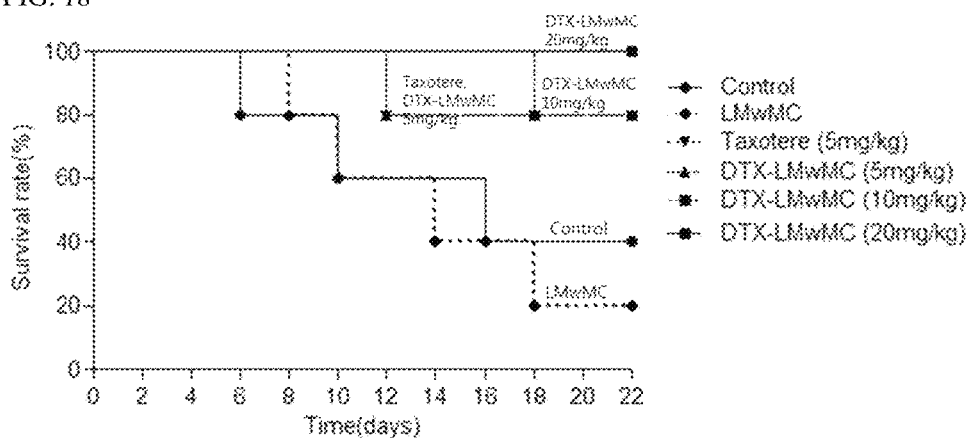 FIG. 18
DTX-LMwMC
20mg/kg
Taxotere,
DTX-LMwMC
5mg/kg
DTX-LMwMC
10mg/kg
Control
LMwMC
Survival rate(%)
100
80
60
40
20
0
0 2 4 6 8 10 12 14 16 18 20 22
Time(days)
Control
LMwMC
Taxotere (5mg/kg)
DTX-LMwMC (5mg/kg)
DTX-LMwMC (10mg/kg)
DTX-LMwMC (20mg/kg)